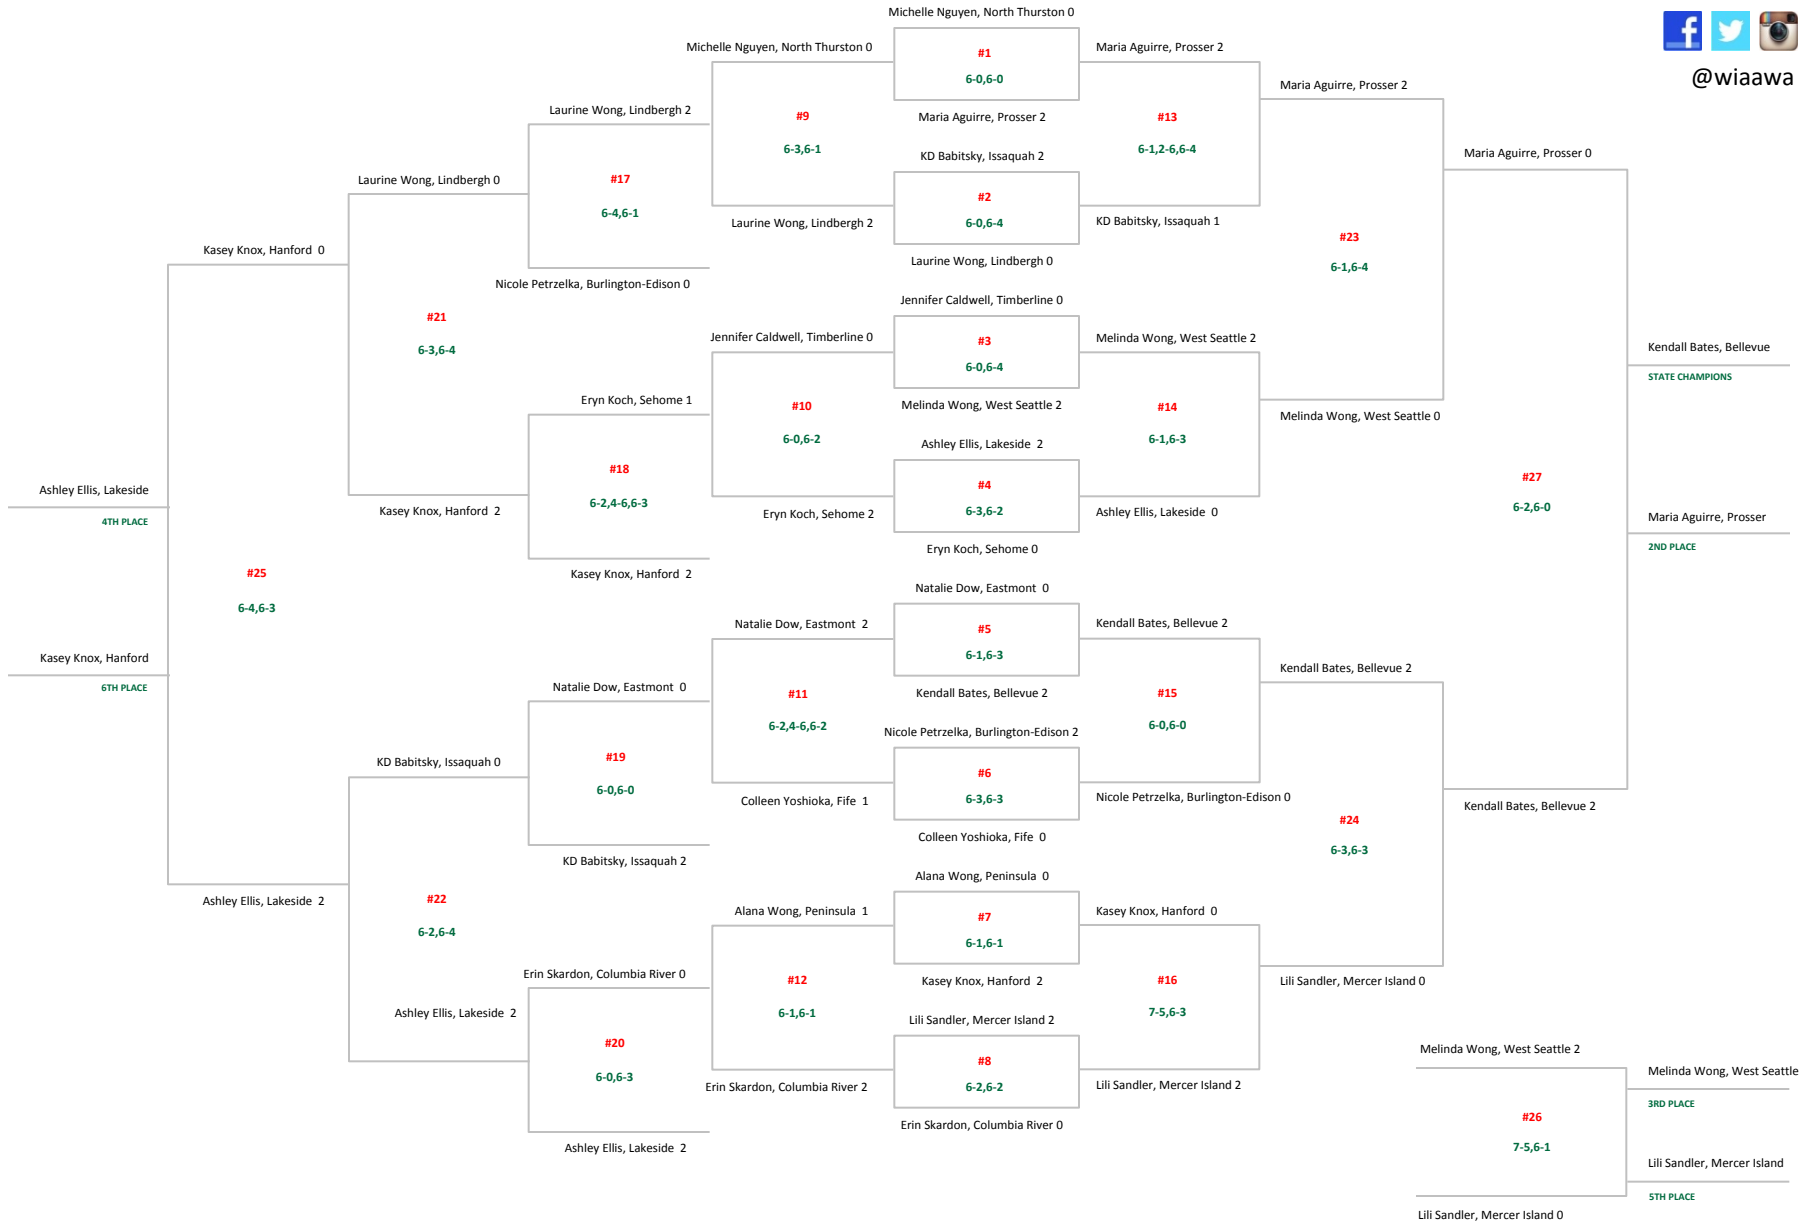 Michelle Nguyen, North Thurston 0
Michelle Nguyen, North Thurston 0
#1
Maria Aguirre, Prosser 2
6-0,6-0
@wiaawa
Maria Aguirre, Prosser 2
Laurine Wong, Lindbergh 2
#9
Maria Aguirre, Prosser 2
#13
6-3,6-1
6-1,2-6,6-4
KD Babitsky, Issaquah 2
Maria Aguirre, Prosser 0
Laurine Wong, Lindbergh 0
#17
#2
6-4,6-1
Laurine Wong, Lindbergh 2
6-0,6-4
KD Babitsky, Issaquah 1
#23
Kasey Knox, Hanford 0
Laurine Wong, Lindbergh 0
6-1,6-4
Nicole Petrzelka, Burlington-Edison 0
Jennifer Caldwell, Timberline 0
#21
Jennifer Caldwell, Timberline 0
#3
Melinda Wong, West Seattle 2
6-3,6-4
6-0,6-4
Kendall Bates, Bellevue
STATE CHAMPIONS
Eryn Koch, Sehome 1
#10
Melinda Wong, West Seattle 2
#14
Melinda Wong, West Seattle 0
6-0,6-2
6-1,6-3
Ashley Ellis, Lakeside 2
#18
#27
Ashley Ellis, Lakeside
#4
6-2,4-6,6-3
6-2,6-0
4TH PLACE
Kasey Knox, Hanford 2
Eryn Koch, Sehome 2
6-3,6-2
Ashley Ellis, Lakeside 0
Maria Aguirre, Prosser
Eryn Koch, Sehome 0
2ND PLACE
#25
Kasey Knox, Hanford 2
Natalie Dow, Eastmont 0
6-4,6-3
Natalie Dow, Eastmont 2
#5
Kendall Bates, Bellevue 2
Kasey Knox, Hanford
6-1,6-3
Kendall Bates, Bellevue 2
6TH PLACE
Natalie Dow, Eastmont 0
#11
Kendall Bates, Bellevue 2
#15
6-2,4-6,6-2
6-0,6-0
Nicole Petrzelka, Burlington-Edison 2
KD Babitsky, Issaquah 0
#19
#6
6-0,6-0
Colleen Yoshioka, Fife 1
6-3,6-3
Nicole Petrzelka, Burlington-Edison 0
Kendall Bates, Bellevue 2
#24
Colleen Yoshioka, Fife 0
6-3,6-3
KD Babitsky, Issaquah 2
Alana Wong, Peninsula 0
Ashley Ellis, Lakeside 2
#22
Alana Wong, Peninsula 1
#7
Kasey Knox, Hanford 0
6-2,6-4
6-1,6-1
Erin Skardon, Columbia River 0
#12
Kasey Knox, Hanford 2
#16
Lili Sandler, Mercer Island 0
Ashley Ellis, Lakeside 2
6-1,6-1
7-5,6-3
Lili Sandler, Mercer Island 2
#20
Melinda Wong, West Seattle 2
#8
6-0,6-3
Erin Skardon, Columbia River 2
6-2,6-2
Lili Sandler, Mercer Island 2
Melinda Wong, West Seattle
3RD PLACE
Erin Skardon, Columbia River 0
#26
Ashley Ellis, Lakeside 2
7-5,6-1
Lili Sandler, Mercer Island
5TH PLACE
Lili Sandler, Mercer Island 0